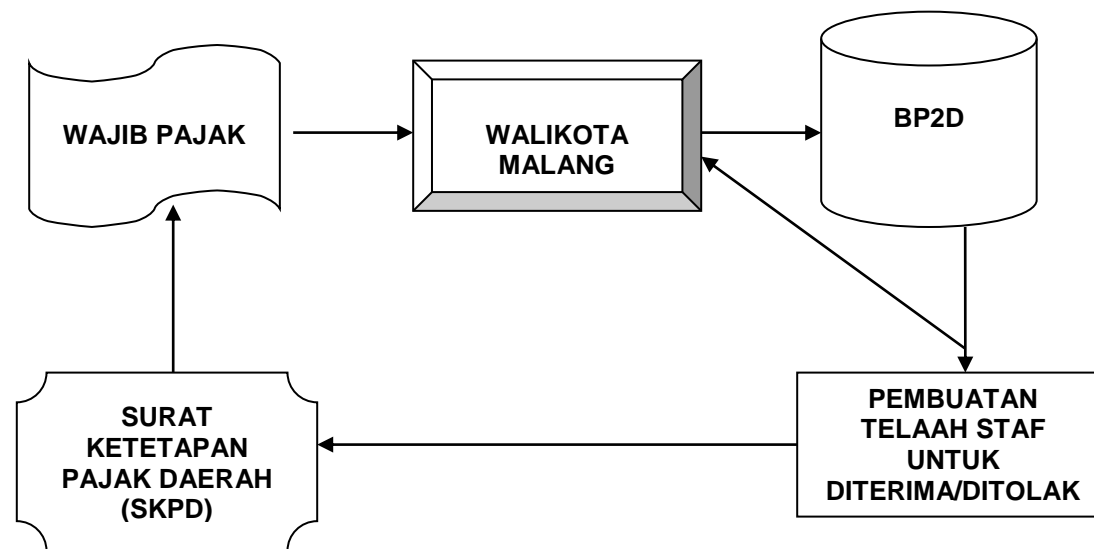 WAJIB PAJAK
WALIKOTA
MALANG
BP2D
SURAT
KETETAPAN
PAJAK DAERAH
(SKPD)
PEMBUATAN
TELAAH STAF
UNTUK
DITERIMA/DITOLAK